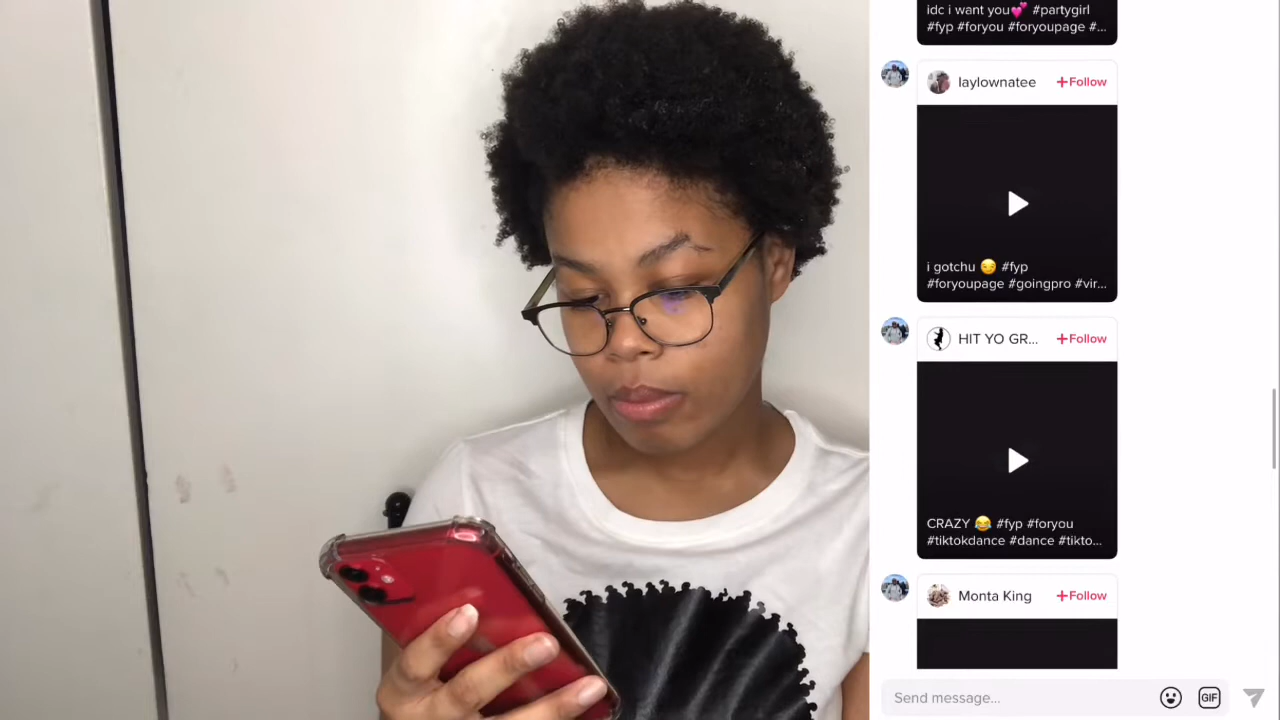 idc i want you💕 #partygirl
#fyp #foryou #foryoupage #...
laylownatee +Follow
i gotchu 😏 #fyp
#foryoupage #goingpro #vir...
HIT YO GR... +Follow
CRAZY 😂 #fyp #foryou
#tiktokdance #dance #tikto...
Monta King +Follow
Send message... GIF